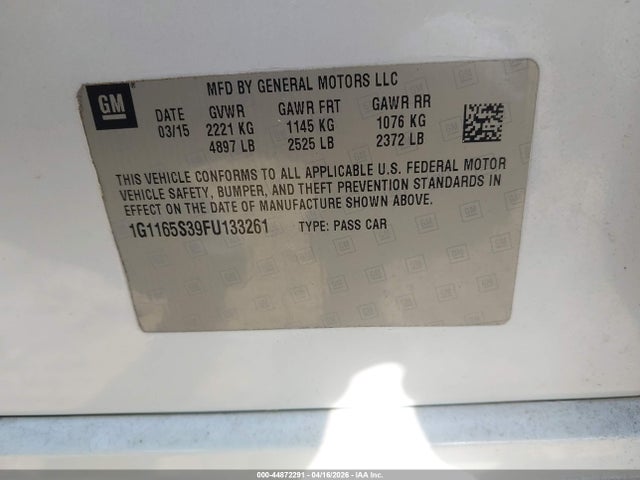 GM
MFD BY GENERAL MOTORS LLC
DATE GVWR GAWR FRT GAWR RR
03/15 2221 KG 1145 KG 1076 KG
4897 LB 2525 LB 2372 LB
THIS VEHICLE CONFORMS TO ALL APPLICABLE U.S. FEDERAL MOTOR
VEHICLE SAFETY, BUMPER, AND THEFT PREVENTION STANDARDS IN
EFFECT ON THE DATE OF MANUFACTURE SHOWN ABOVE.
1G1165S39FU133261 TYPE: PASS CAR
000-44872291 - 04/16/2026 - IAA Inc.